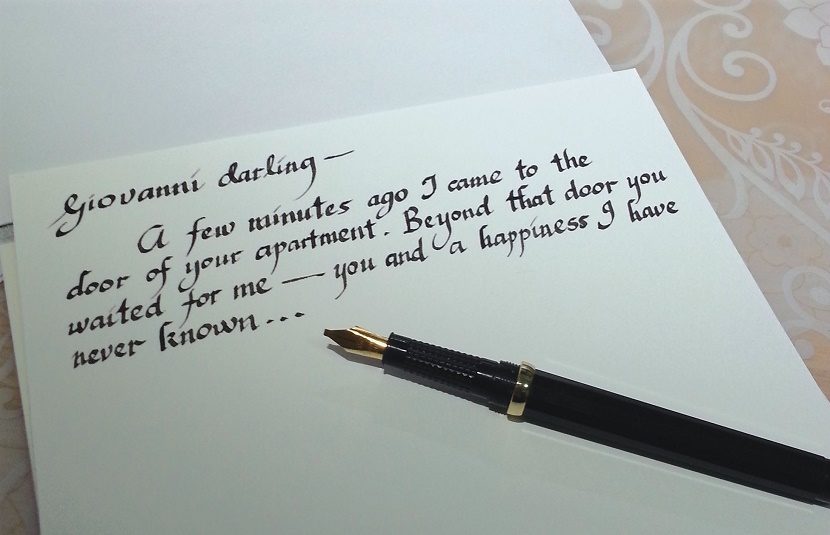 Giovanni darling—
A few minutes ago I came to the
door of your apartment. Beyond that door you
waited for me — you and a happiness I have
never known...